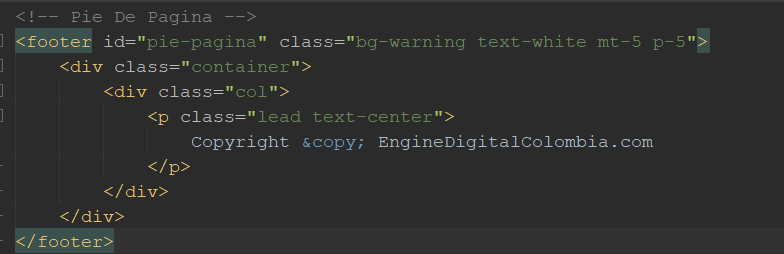 <!-- Pie De Pagina -->
<footer id="pie-pagina" class="bg-warning text-white mt-5 p-5">
<div class="container">
<div class="col">
<p class="lead text-center">
Copyright &copy; EngineDigitalColombia.com
</p>
</div>
</div>
</footer>